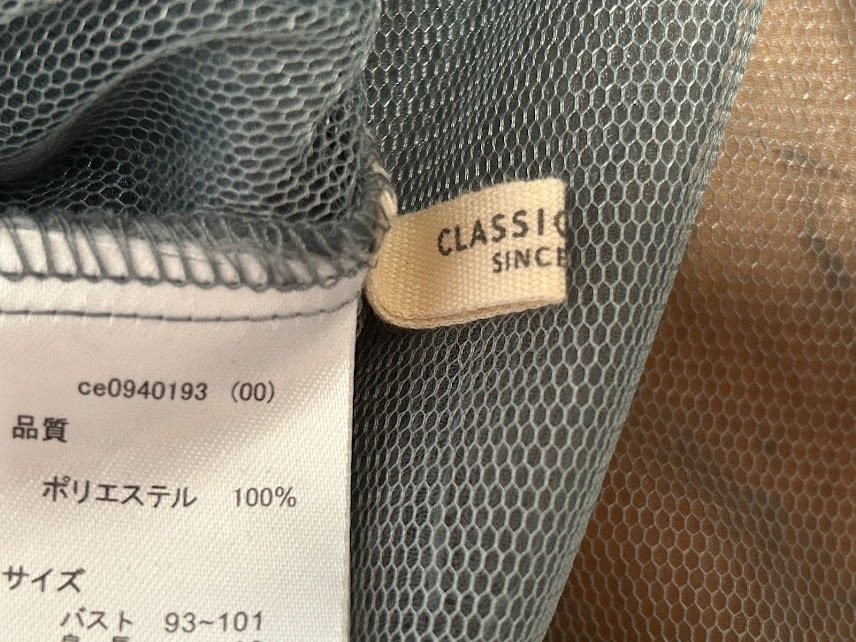 CLASSIC
SINCE
ce0940193 (00)
品質
ポリエステル 100%
サイズ
バスト 93~101